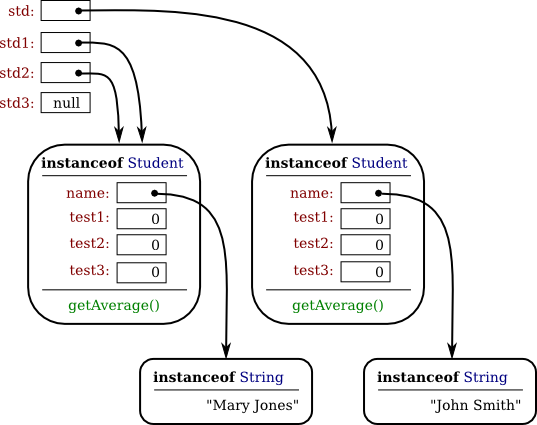 std:
std1:
std2:
std3: null
instanceof Student
name:
test1: 0
test2: 0
test3: 0
getAverage()
instanceof Student
name:
test1: 0
test2: 0
test3: 0
getAverage()
instanceof String
"Mary Jones"
instanceof String
"John Smith"